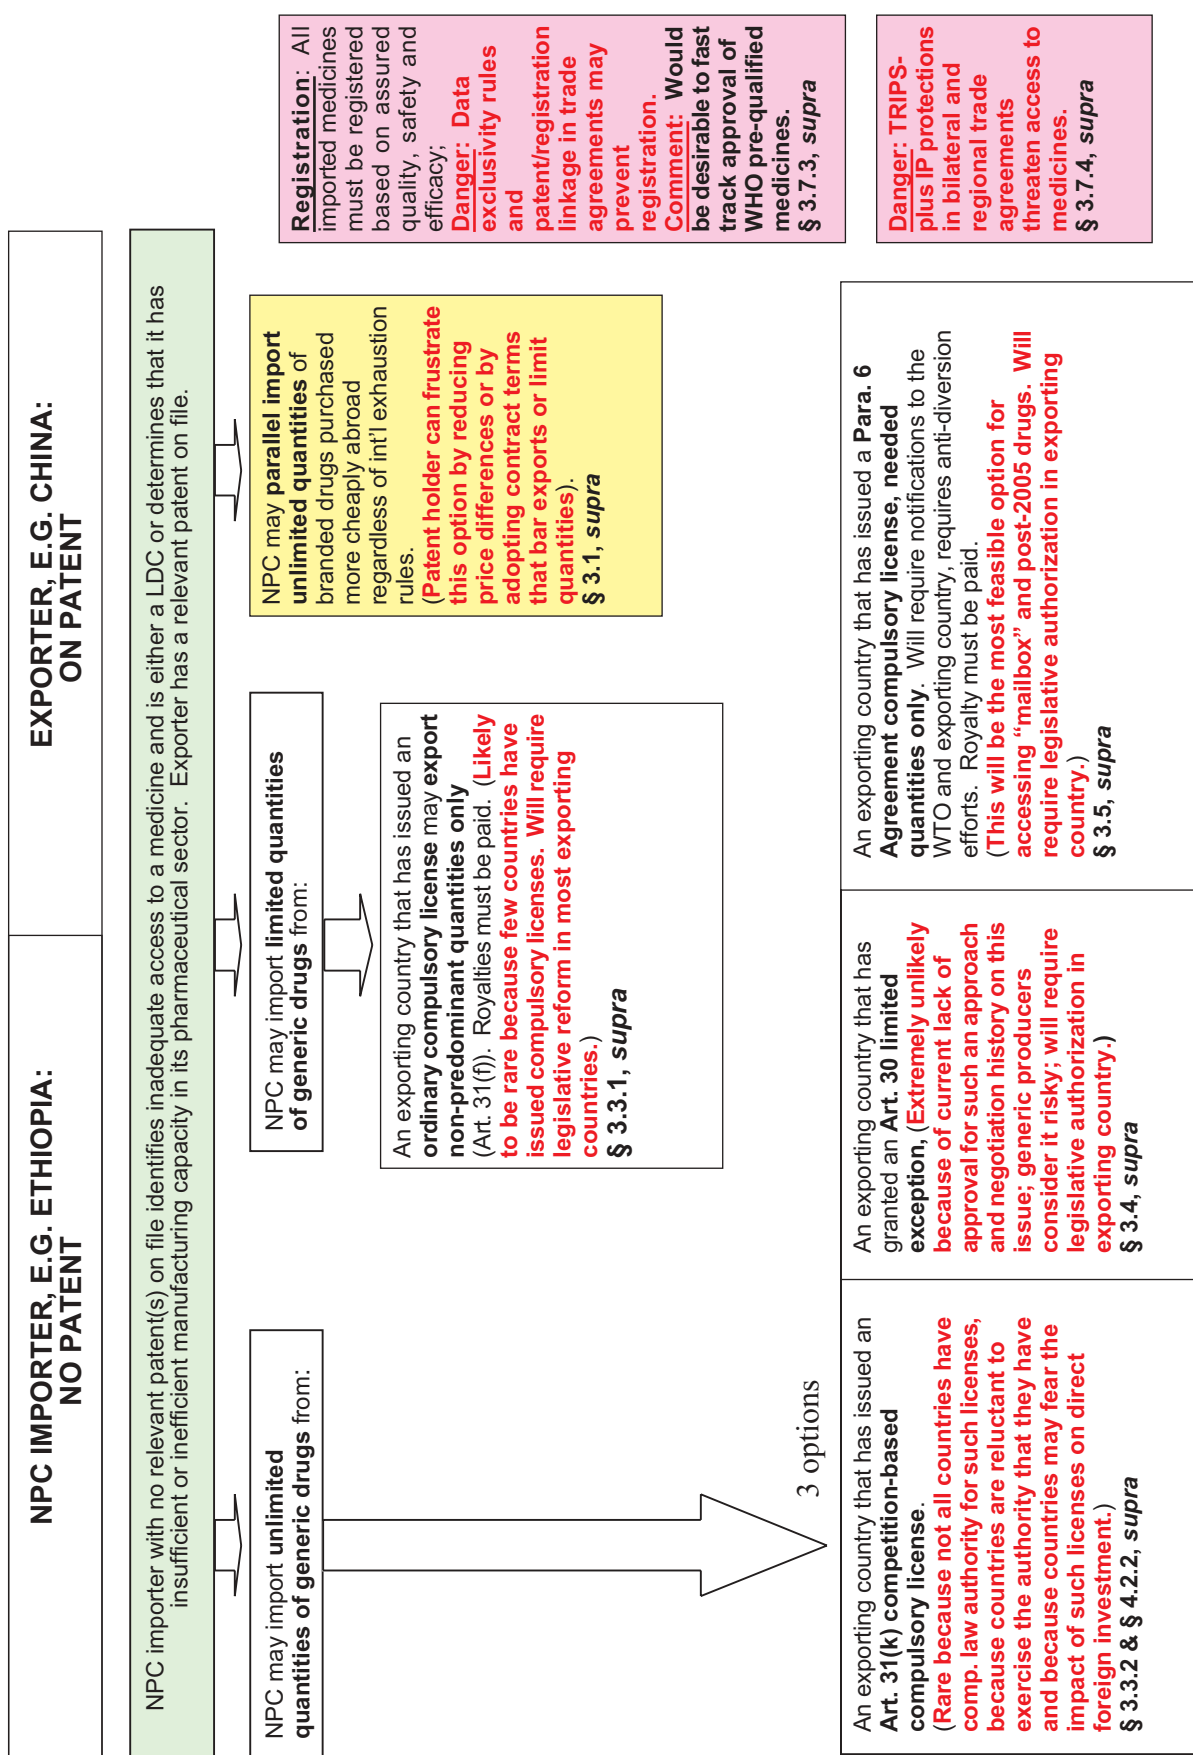 NPC IMPORTER, E.G. ETHIOPIA:
NO PATENT
EXPORTER, E.G. CHINA:
ON PATENT
NPC importer with no relevant patent(s) on file identifies inadequate access to a medicine and is either a LDC or determines that it has
insufficient or inefficient manufacturing capacity in its pharmaceutical sector.  Exporter has a relevant patent on file.
NPC may import unlimited
quantities of generic drugs from:
NPC may import limited quantities
of generic drugs from:
An exporting country that has issued an
ordinary compulsory license may export
non-predominant quantities only
(Art. 31(f)).  Royalties must be paid. (Likely
to be rare because few countries have
issued compulsory licenses. Will require
legislative reform in most exporting
countries.)
§ 3.3.1, supra
NPC may parallel import
unlimited quantities of
branded drugs purchased
more cheaply abroad
regardless of int'l exhaustion
rules.
(Patent holder can frustrate
this option by reducing
price differences or by
adopting contract terms
that bar exports or limit
quantities).
§ 3.1, supra
Registration:  All
imported medicines
must be registered
based on assured
quality, safety and
efficacy;
Danger:  Data
exclusivity rules
and
patent/registration
linkage in trade
agreements may
prevent
registration.
Comment:  Would
be desirable to fast
track approval of
WHO pre-qualified
medicines.
§ 3.7.3, supra
Danger: TRIPS-
plus IP protections
in bilateral and
regional trade
agreements
threaten access to
medicines.
§ 3.7.4, supra
3 options
An exporting country that has issued an
Art. 31(k) competition-based
compulsory license.
(Rare because not all countries have
comp. law authority for such licenses,
because countries are reluctant to
exercise the authority that they have
and because countries may fear the
impact of such licenses on direct
foreign investment.)
§ 3.3.2 & § 4.2.2, supra
An exporting country that has
granted an Art. 30 limited
exception, (Extremely unlikely
because of current lack of
approval for such an approach
and negotiation history on this
issue; generic producers
consider it risky; will require
legislative authorization in
exporting country.)
§ 3.4, supra
An exporting country that has issued a Para. 6
Agreement compulsory license, needed
quantities only.  Will require notifications to the
WTO and exporting country, requires anti-diversion
efforts.  Royalty must be paid.
(This will be the most feasible option for
accessing “mailbox” and post-2005 drugs.  Will
require legislative authorization in exporting
country.)
§ 3.5, supra